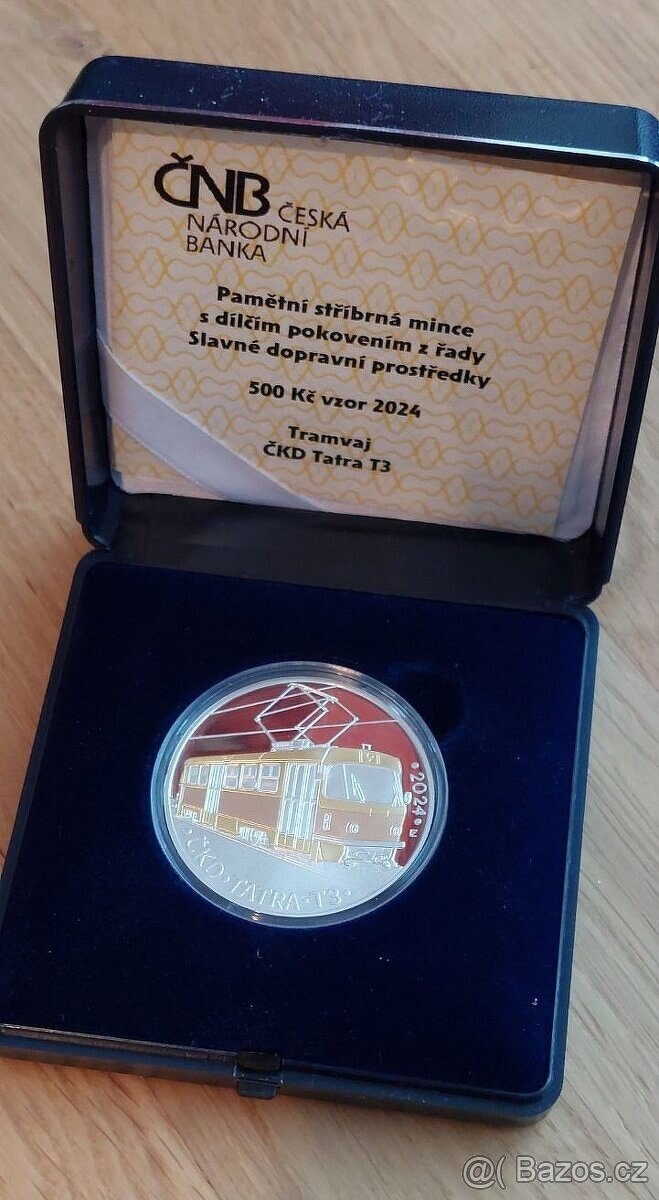 ČNB ČESKÁ
NÁRODNÍ
BANKA
Pamětní stříbrná mince
s dílčím pokovením z řady
Slavné dopravní prostředky
500 Kč vzor 2024
Tramvaj
ČKD Tatra T3
•2024•
ČKD•TATRA•T3•
@( Bazos.cz